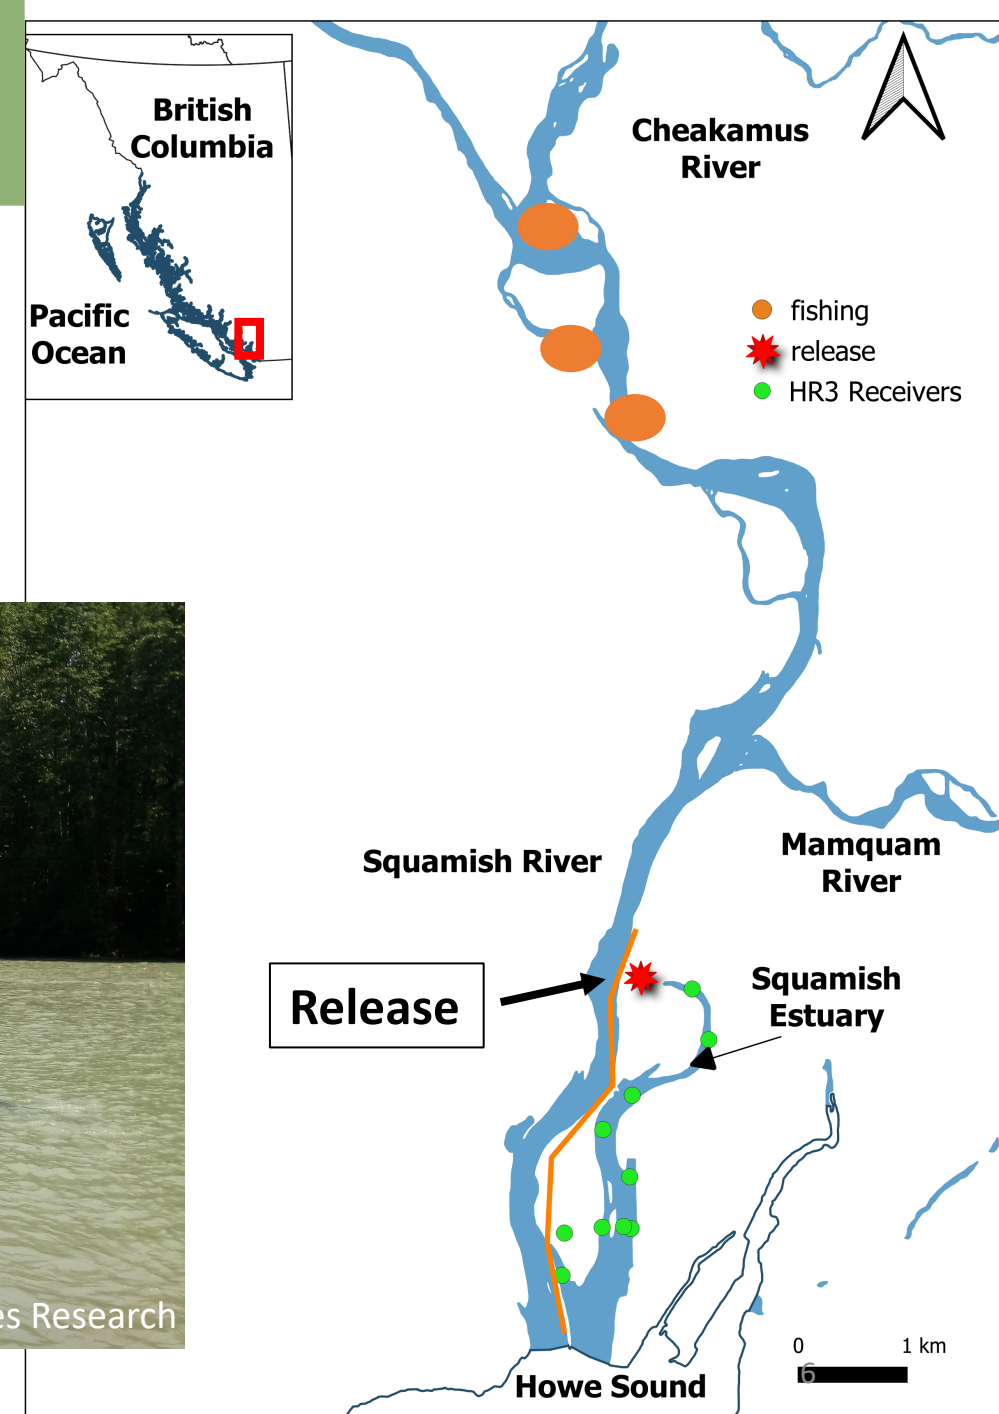 British
Columbia
Pacific
Ocean
Cheakamus
River
fishing
release
HR3 Receivers
Squamish River
Mamquam
River
Release
Squamish
Estuary
es Research
0 1 km
6
Howe Sound